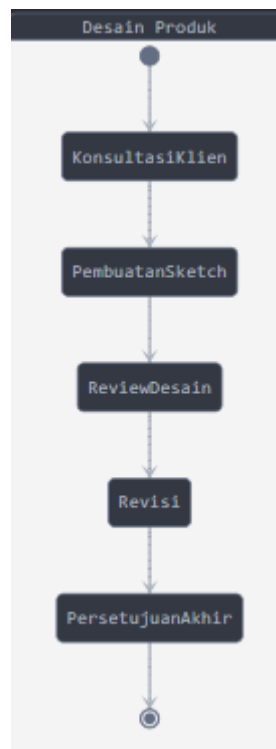 Desain Produk
KonsultasiKlien
PembuatanSketch
ReviewDesain
Revisi
PersetujuanAkhir